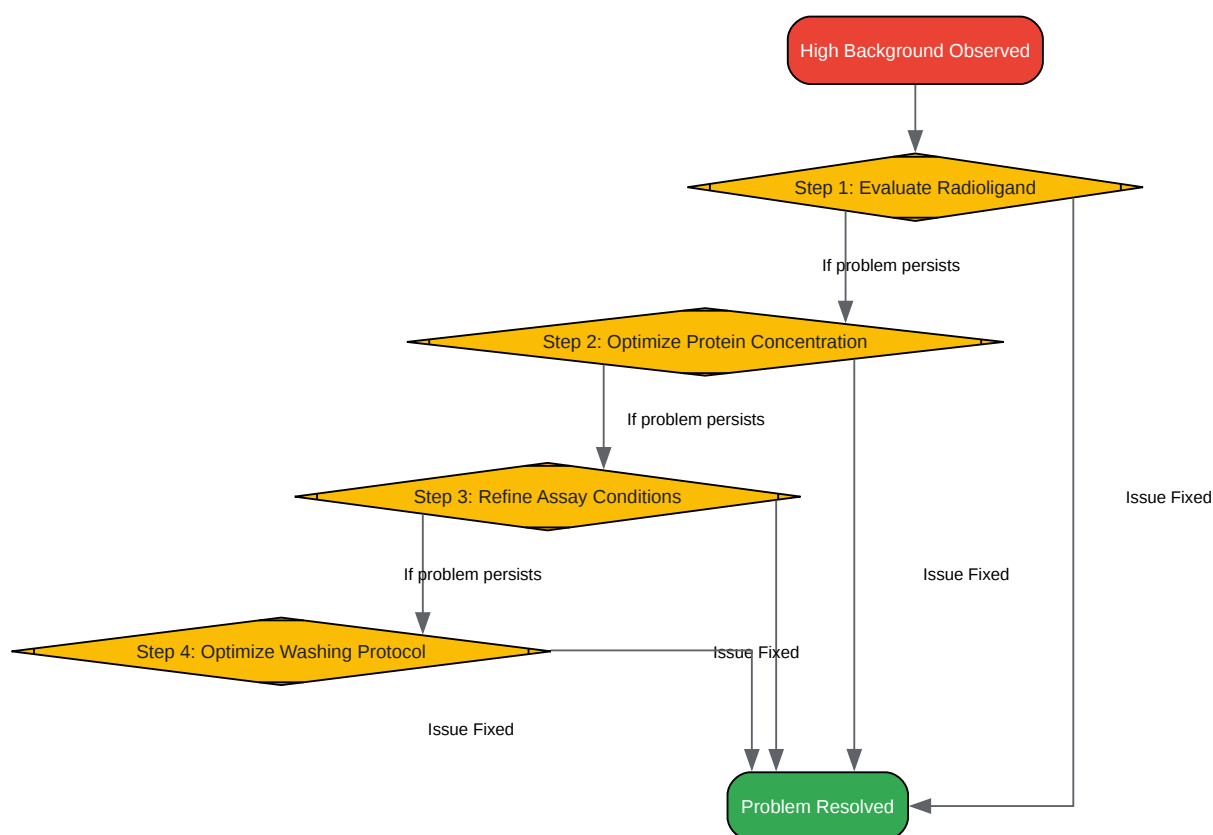 High Background Observed
Step 1: Evaluate Radioligand
If problem persists
Step 2: Optimize Protein Concentration
If problem persists
Step 3: Refine Assay Conditions
Issue Fixed
If problem persists
Issue Fixed
Step 4: Optimize Washing Protocol
Issue Fixed
Issue Fixed
Problem Resolved